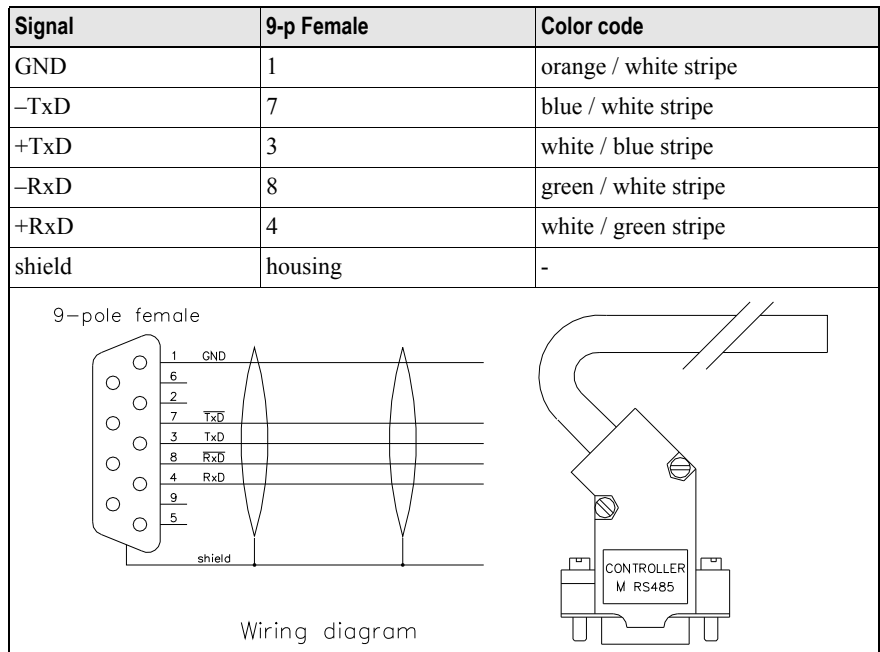 Signal 9-p Female Color code
GND 1 orange / white stripe
–TxD 7 blue / white stripe
+TxD 3 white / blue stripe
–RxD 8 green / white stripe
+RxD 4 white / green stripe
shield housing -
9-pole female
1 GND
6
2
7 T̅x̅D̅
3 TxD
8 R̅x̅D̅
4 RxD
9
5
shield
Wiring diagram
CONTROLLER
M RS485